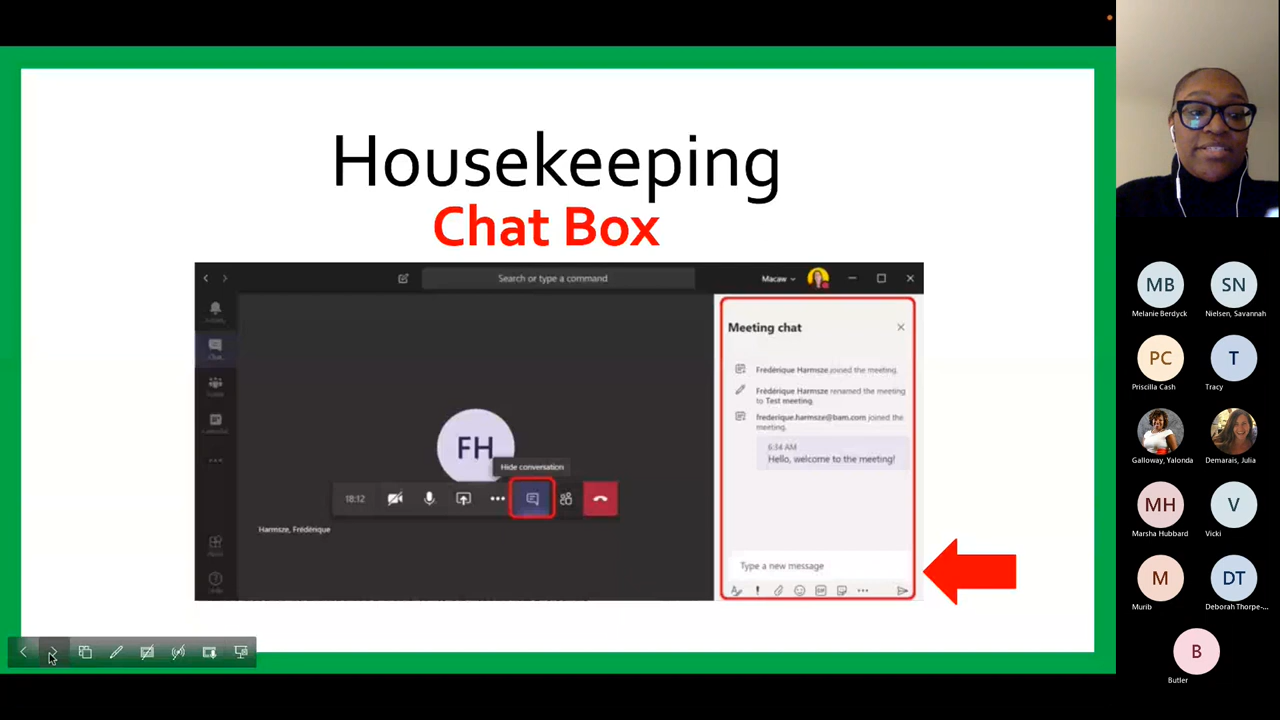 Housekeeping
Chat Box
Search or type a command
Macaw
Chat
Meeting chat
Frédérique Harmsze joined the meeting.
Frédérique Harmsze renamed the meeting
to Test meeting.
frederique.harmsze@bam.com joined the
meeting.
6:34 AM
Hello, welcome to the meeting!
FH
Hide conversation
18:12
Harmsze, Frédérique
Type a new message
GIF
MB
SN
Melanie Berdyck
Nielsen, Savannah
PC
T
Priscilla Cash
Tracy
Galloway, Yalonda
Demarais, Julia
MH
V
Marsha Hubbard
Vicki
M
DT
Murib
Deborah Thorpe-...
B
Butler